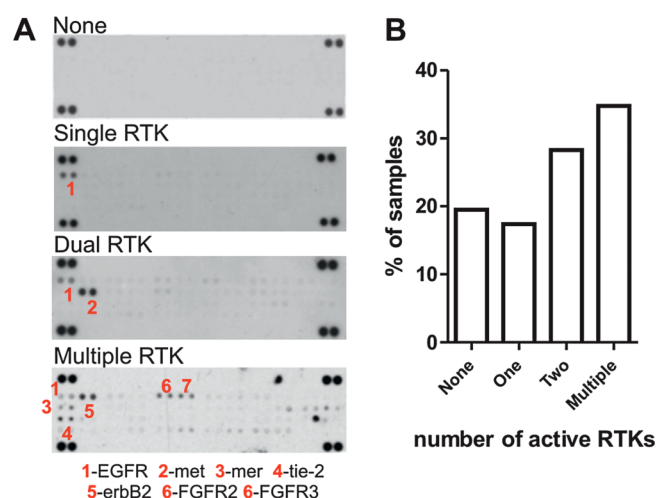 A
None
Single RTK
1
Dual RTK
1
2
Multiple RTK
1
6 7
3
5
4
1-EGFR 2-met 3-mer 4-tie-2
5-erbB2 6-FGFR2 6-FGFR3
B
% of samples
40
30
20
10
0
None One Two Multiple
number of active RTKs